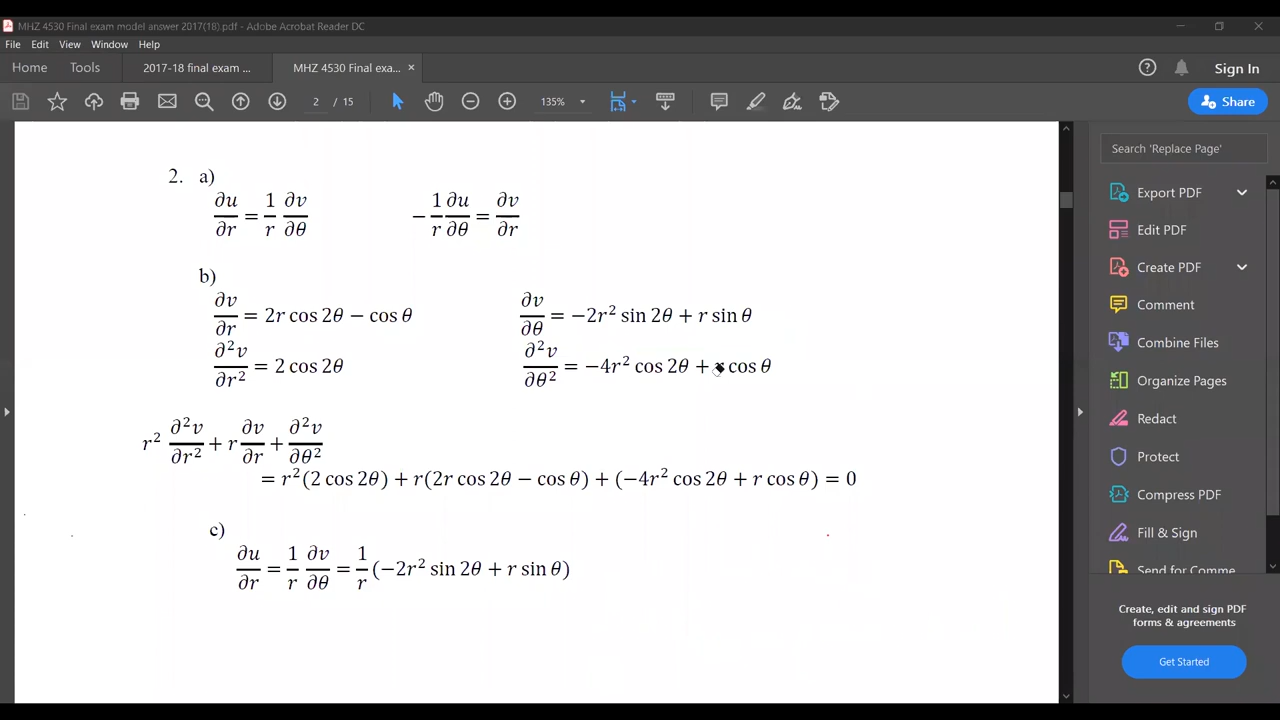 MHZ 4530 Final exam model answer 2017(18).pdf - Adobe Acrobat Reader DC
File Edit View Window Help
Home Tools 2017-18 final exam ... MHZ 4530 Final exa... ×
2 / 15 135%
Sign In
Share
2. a)
∂u/∂r = 1/r ∂v/∂θ − 1/r ∂u/∂θ = ∂v/∂r
b)
∂v/∂r = 2r cos 2θ − cos θ ∂v/∂θ = −2r² sin 2θ + r sin θ
∂²v/∂r² = 2 cos 2θ ∂²v/∂θ² = −4r² cos 2θ + r cos θ
r² ∂²v/∂r² + r ∂v/∂r + ∂²v/∂θ²
= r²(2 cos 2θ) + r(2r cos 2θ − cos θ) + (−4r² cos 2θ + r cos θ) = 0
c)
∂u/∂r = 1/r ∂v/∂θ = 1/r (−2r² sin 2θ + r sin θ)
Search 'Replace Page'
Export PDF
Edit PDF
Create PDF
Comment
Combine Files
Organize Pages
Redact
Protect
Compress PDF
Fill & Sign
Send for Comme
Create, edit and sign PDF
forms & agreements
Get Started